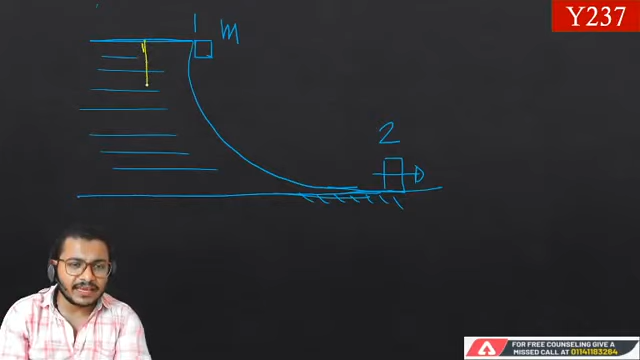 Y237
1 m
2
FOR FREE COUNSELING GIVE A
MISSED CALL AT 01141183264